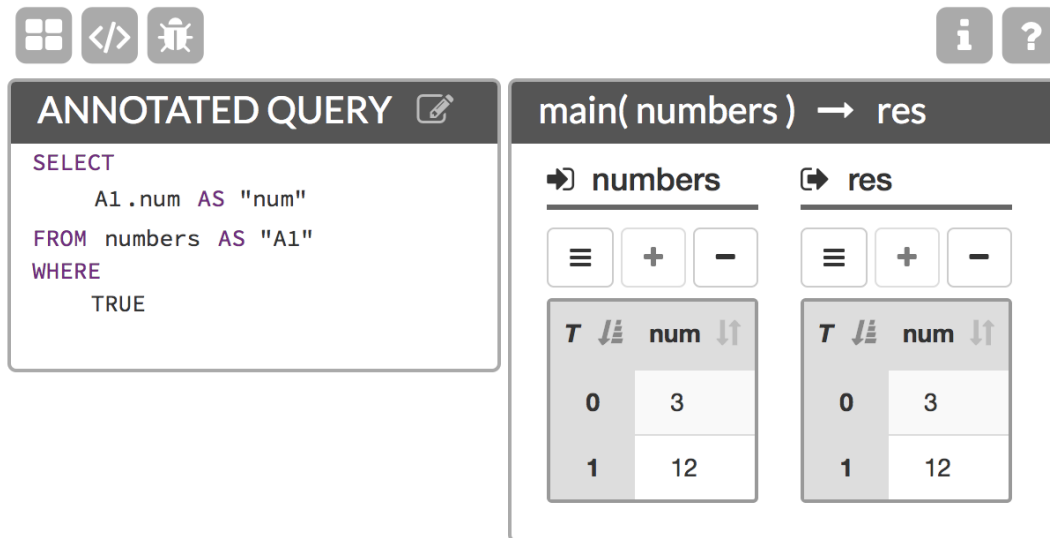 ANNOTATED QUERY
SELECT
A1.num AS "num"
FROM numbers AS "A1"
WHERE
TRUE
main( numbers ) → res
numbers
T num
0 3
1 12
res
T num
0 3
1 12